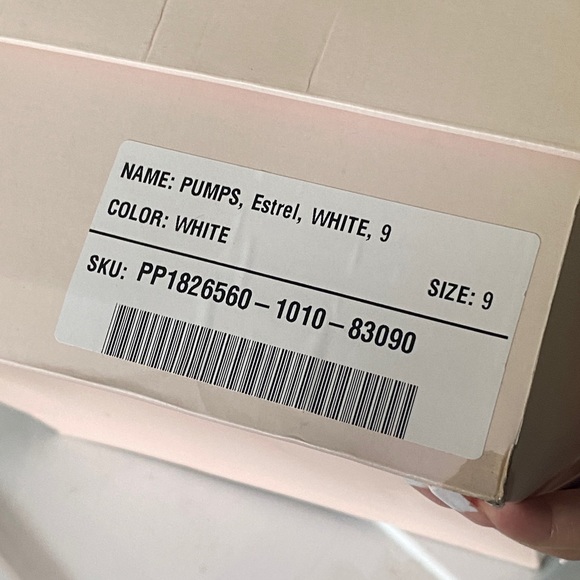 NAME: PUMPS, Estrel, WHITE, 9
COLOR: WHITE
SIZE: 9
SKU: PP1826560-1010-83090